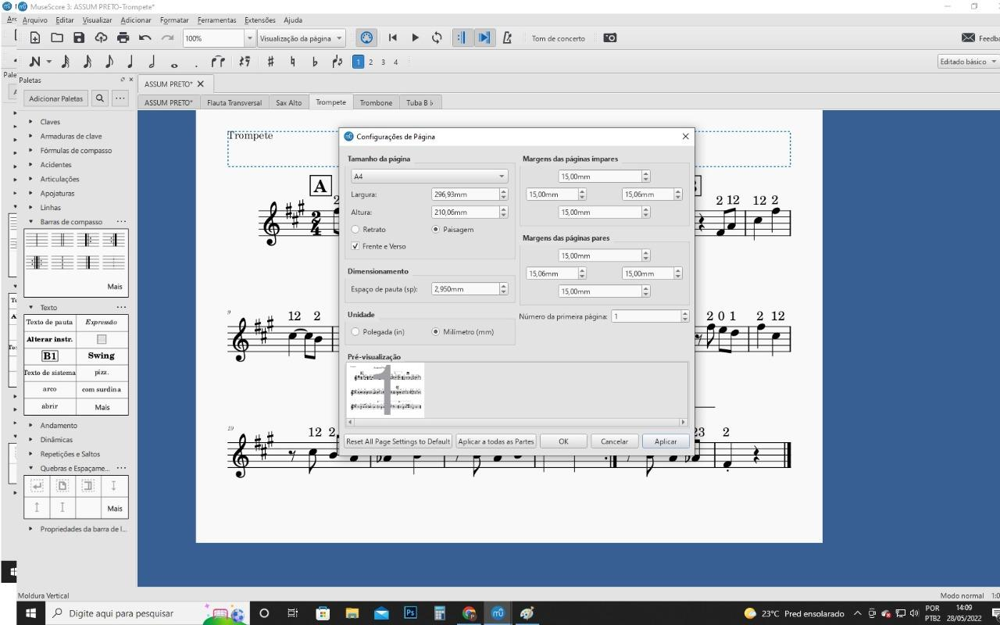 MuseScore 3: ASSUM PRETO-Trompete*
Arquivo Editar Visualizar Adicionar Formatar Ferramentas Extensões Ajuda
100% Visualização da página Tom de concerto Feedba
1 2 3 4 Editado básico
Paletas
ASSUM PRETO*
Adicionar Paletas ...
ASSUM PRETO* Flauta Transversal Sax Alto Trompete Trombone Tuba B♭
Claves
Armaduras de clave
Fórmulas de compasso
Acidentes
Articulações
Apojaturas
Linhas
Barras de compasso ...
Mais
Texto ...
Texto de pauta Expressão
Alterar instr.
B1 Swing
Texto de sistema pizz.
arco com surdina
abrir Mais
Andamento
Dinâmicas
Repetições e Saltos
Quebras e Espaçame... ...
Mais
Propriedades da barra de l...
Trompete
A
2 4
2 12 12 2
9 12 2
2 0 1 2 12
19 12 2
23 2
Configurações de Página
Tamanho da página
A4
Largura: 296,93mm
Altura: 210,06mm
Retrato Paisagem
Frente e Verso
Dimensionamento
Espaço de pauta (sp): 2,950mm
Unidade
Polegada (in) Milímetro (mm)
Margens das páginas ímpares
15,00mm
15,00mm 15,06mm
15,00mm
Margens das páginas pares
15,00mm
15,06mm 15,00mm
15,00mm
Número da primeira página: 1
Pré-visualização
1
Reset All Page Settings to Default Aplicar a todas as Partes OK Cancelar Aplicar
Moldura Vertical Modo normal
Digite aqui para pesquisar
Ps
23°C Pred ensolarado
POR
PTB2
14:09
28/05/2022